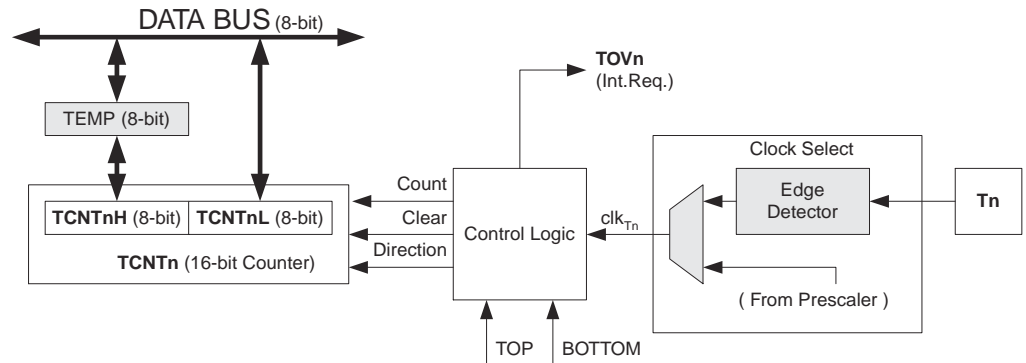 DATA BUS (8-bit)
TOVn
(Int.Req.)
TEMP (8-bit)
Clock Select
Count
Edge
Detector
Tn
TCNTnH (8-bit) TCNTnL (8-bit)
Clear
Control Logic
clkTn
TCNTn (16-bit Counter)
Direction
( From Prescaler )
TOP
BOTTOM